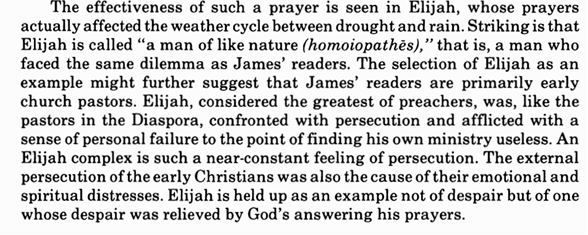 The effectiveness of such a prayer is seen in Elijah, whose prayers
actually affected the weather cycle between drought and rain. Striking is that
Elijah is called “a man of like nature (homoiopathēs),” that is, a man who
faced the same dilemma as James’ readers. The selection of Elijah as an
example might further suggest that James’ readers are primarily early
church pastors. Elijah, considered the greatest of preachers, was, like the
pastors in the Diaspora, confronted with persecution and afflicted with a
sense of personal failure to the point of finding his own ministry useless. An
Elijah complex is such a near-constant feeling of persecution. The external
persecution of the early Christians was also the cause of their emotional and
spiritual distresses. Elijah is held up as an example not of despair but of one
whose despair was relieved by God’s answering his prayers.